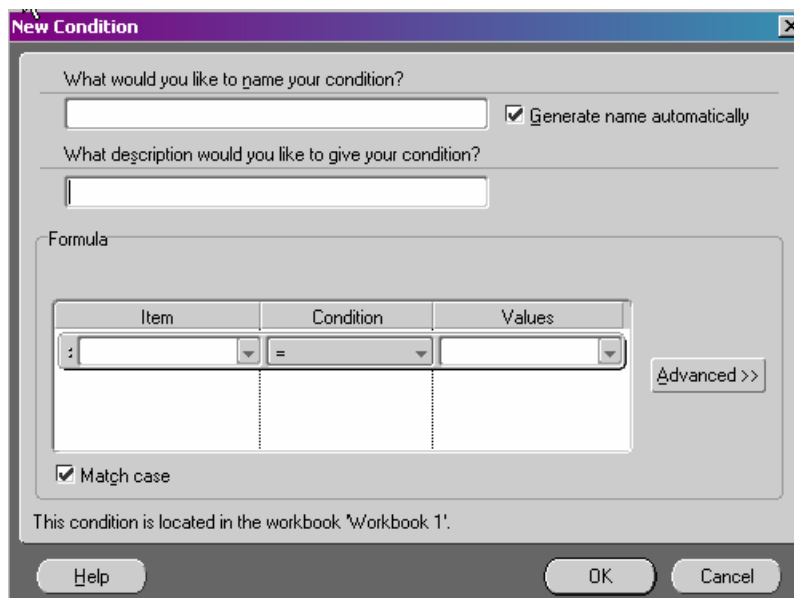 New Condition
What would you like to name your condition?
Generate name automatically
What description would you like to give your condition?
Formula
Item Condition Values
=
Advanced >>
Match case
This condition is located in the workbook 'Workbook 1'.
Help OK Cancel